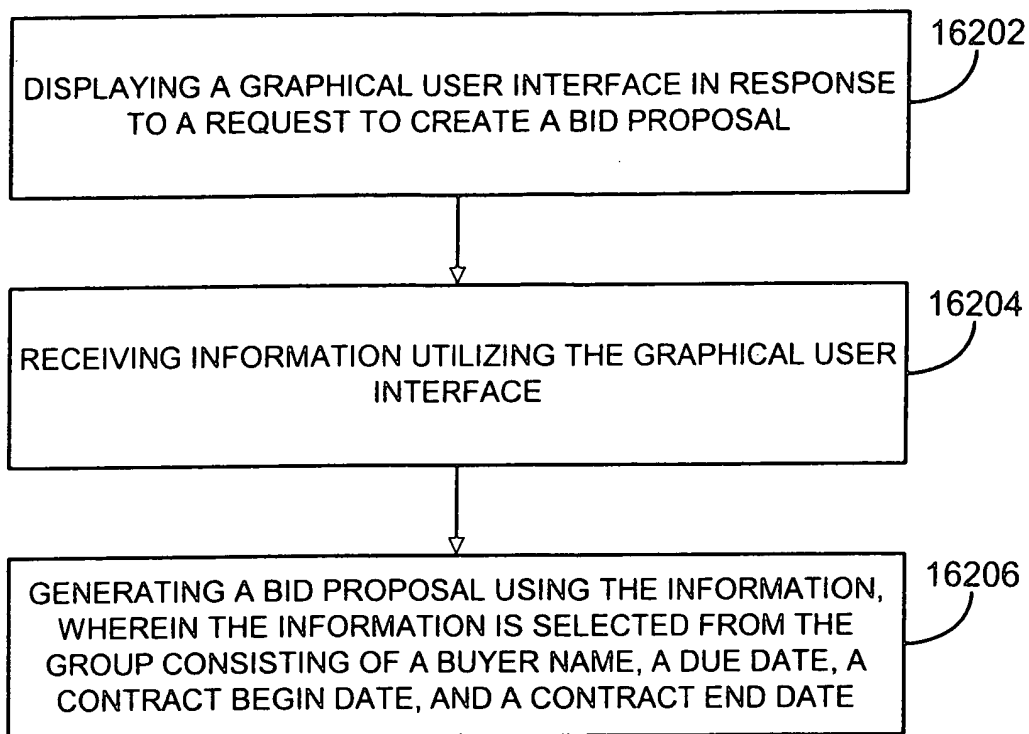 16202
DISPLAYING A GRAPHICAL USER INTERFACE IN RESPONSE
TO A REQUEST TO CREATE A BID PROPOSAL
16204
RECEIVING INFORMATION UTILIZING THE GRAPHICAL USER
INTERFACE
16206
GENERATING A BID PROPOSAL USING THE INFORMATION,
WHEREIN THE INFORMATION IS SELECTED FROM THE
GROUP CONSISTING OF A BUYER NAME, A DUE DATE, A
CONTRACT BEGIN DATE, AND A CONTRACT END DATE